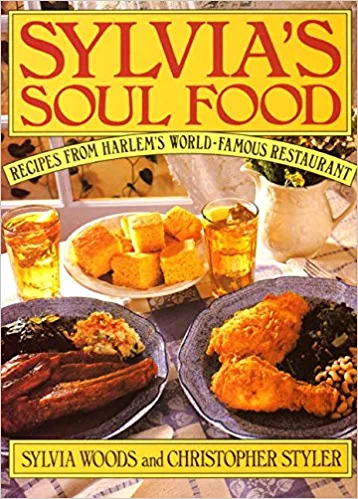 SYLVIA'S
SOUL FOOD
RECIPES FROM HARLEM'S WORLD-FAMOUS RESTAURANT
SYLVIA WOODS and CHRISTOPHER STYLER